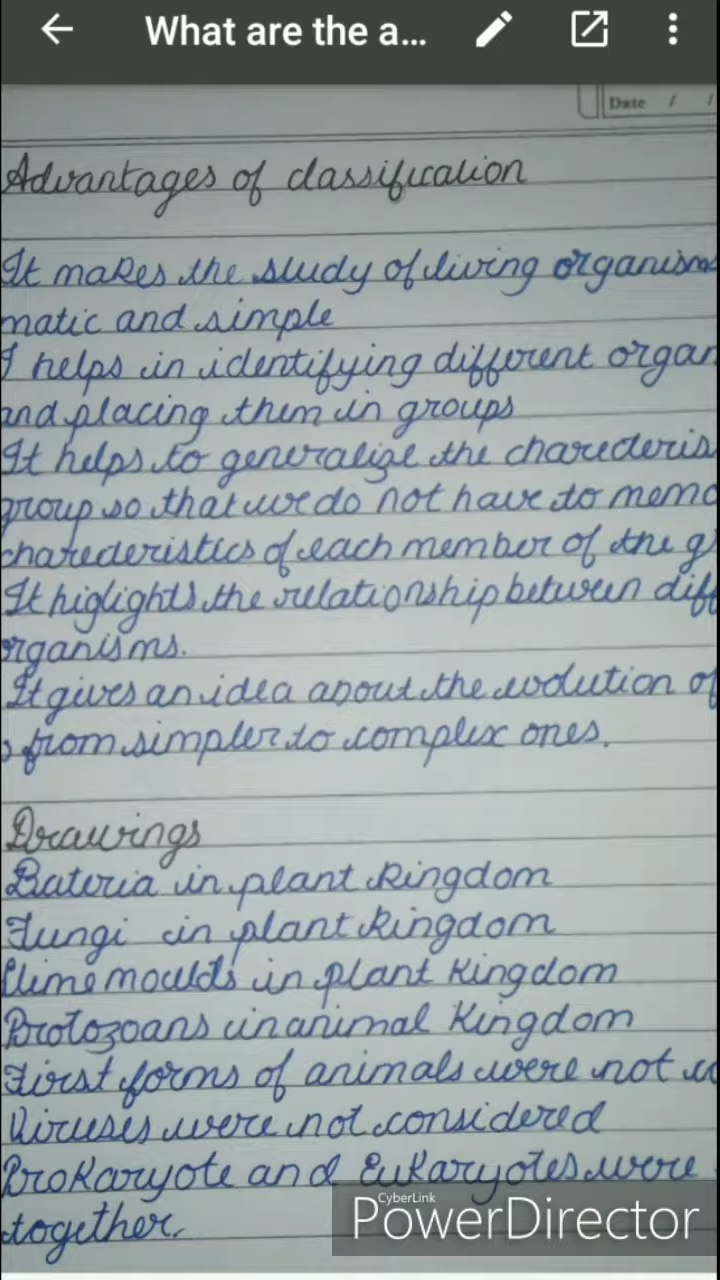 What are the a...
Date / /
Advantages of classification
It makes the study of living organism
matic and simple
I helps in identifying different organ
and placing them in groups
It helps to generalize the charecderis
group so that we do not have to memo
charecderistics of each member of the g
It higlights the relationship between diff
rganisms.
It gives an idea about the evolution of
s from simpler to complex ones.
Drawings
Bateria in plant kingdom
Fungi in plant kingdom
Slime moulds in plant Kingdom
Protozoans in animal Kingdom
First forms of animals were not co
Viruses were not considered
Prokaryote and Eukaryotes were
together.
CyberLink
PowerDirector